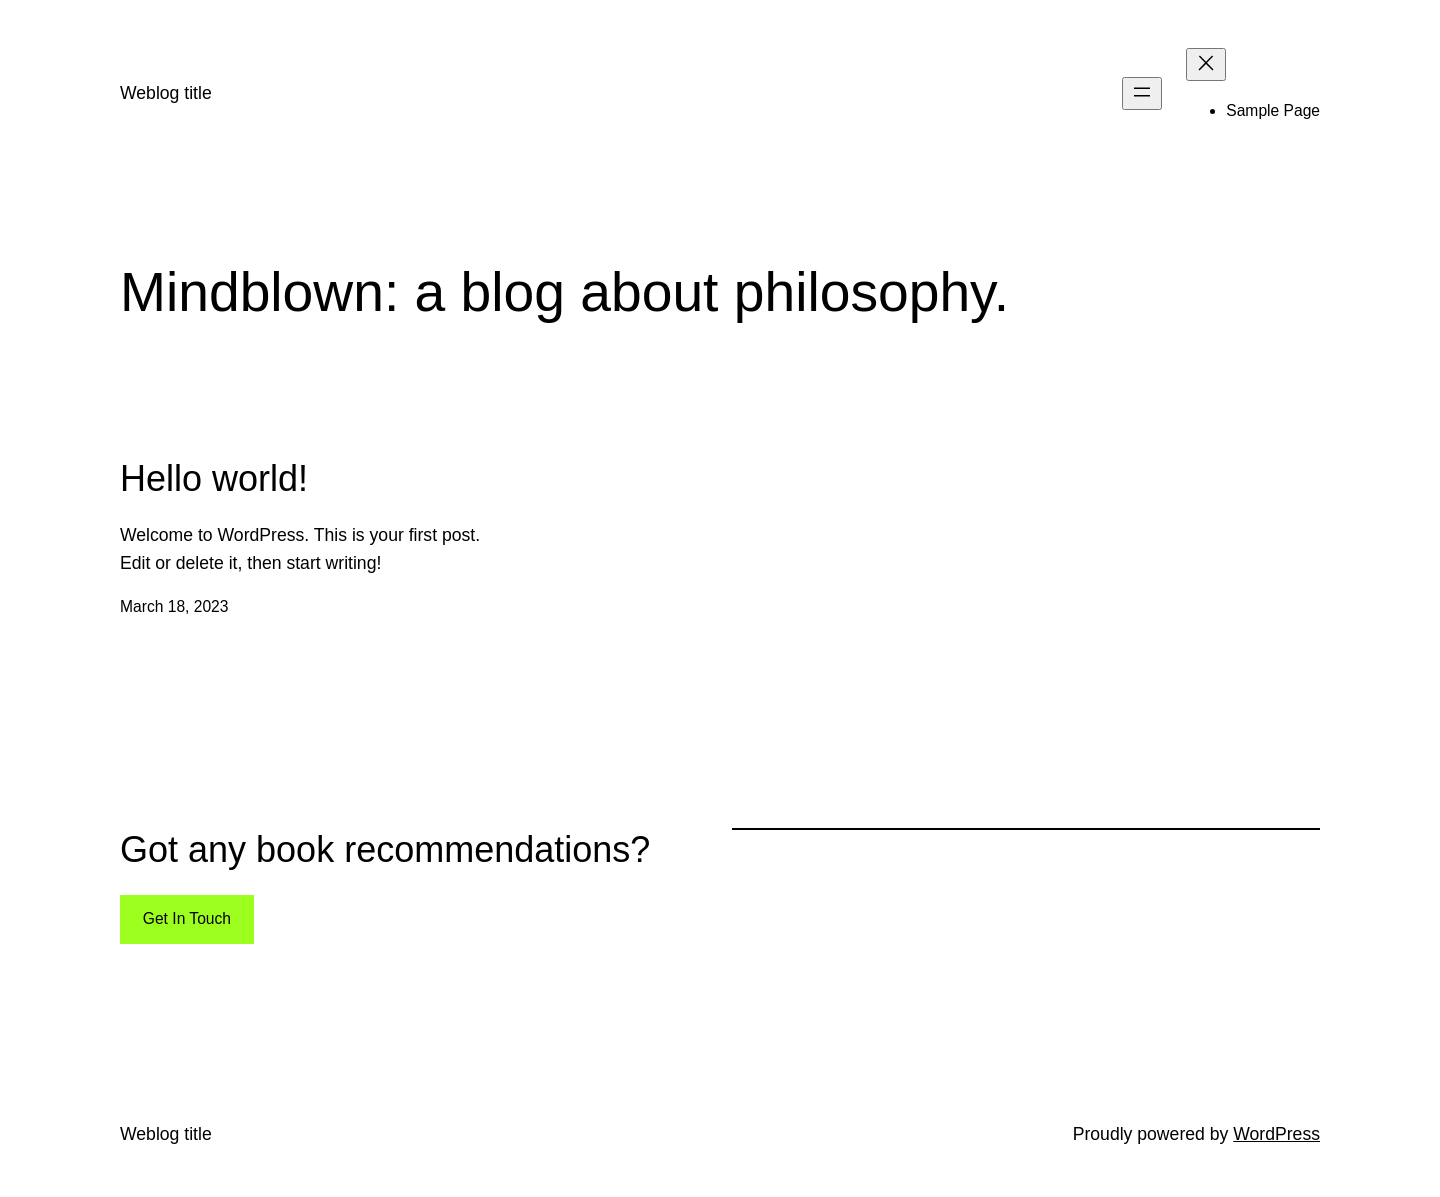 Weblog title
Sample Page
Mindblown: a blog about philosophy.
Hello world!
Welcome to WordPress. This is your first post.
Edit or delete it, then start writing!
March 18, 2023
Got any book recommendations?
Get In Touch
Weblog title
Proudly powered by WordPress